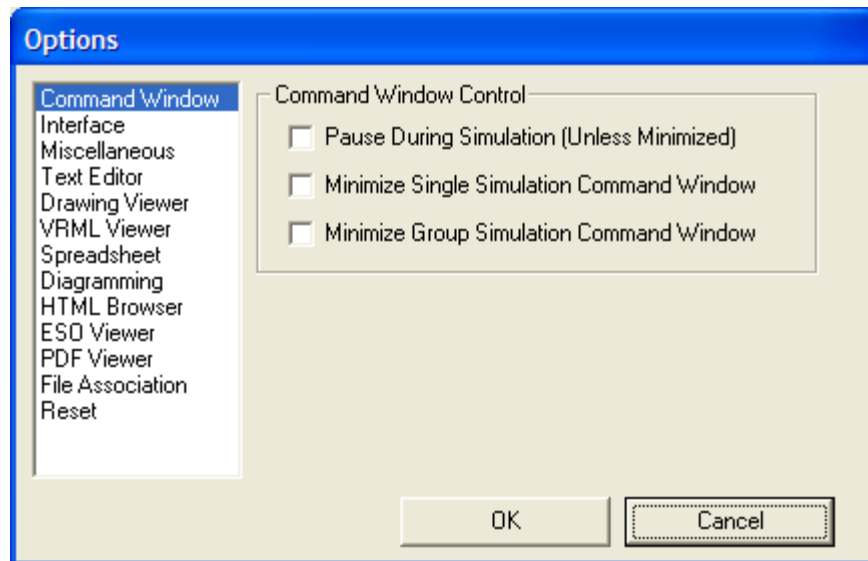 Options
Command Window
Interface
Miscellaneous
Text Editor
Drawing Viewer
VRML Viewer
Spreadsheet
Diagramming
HTML Browser
ESO Viewer
PDF Viewer
File Association
Reset
Command Window Control
Pause During Simulation (Unless Minimized)
Minimize Single Simulation Command Window
Minimize Group Simulation Command Window
OK
Cancel